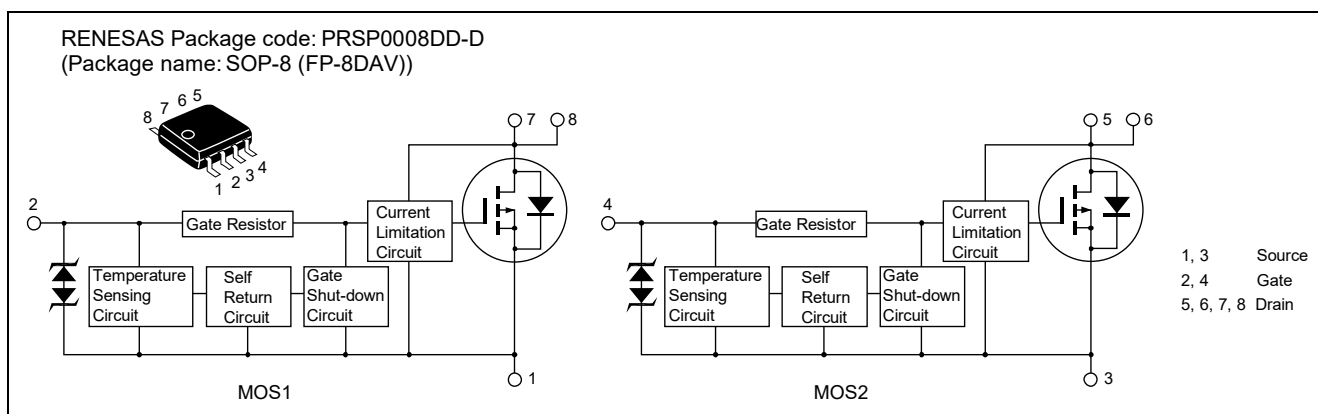 RENESAS Package code: PRSP0008DD-D
(Package name: SOP-8 (FP-8DAV))
8 7 6 5
1 2 3 4
7 8
2
Gate Resistor
Current
Limitation
Circuit
Temperature
Sensing
Circuit
Self
Return
Circuit
Gate
Shut-down
Circuit
1
MOS1
5 6
4
Gate Resistor
Current
Limitation
Circuit
Temperature
Sensing
Circuit
Self
Return
Circuit
Gate
Shut-down
Circuit
3
MOS2
1, 3 Source
2, 4 Gate
5, 6, 7, 8 Drain